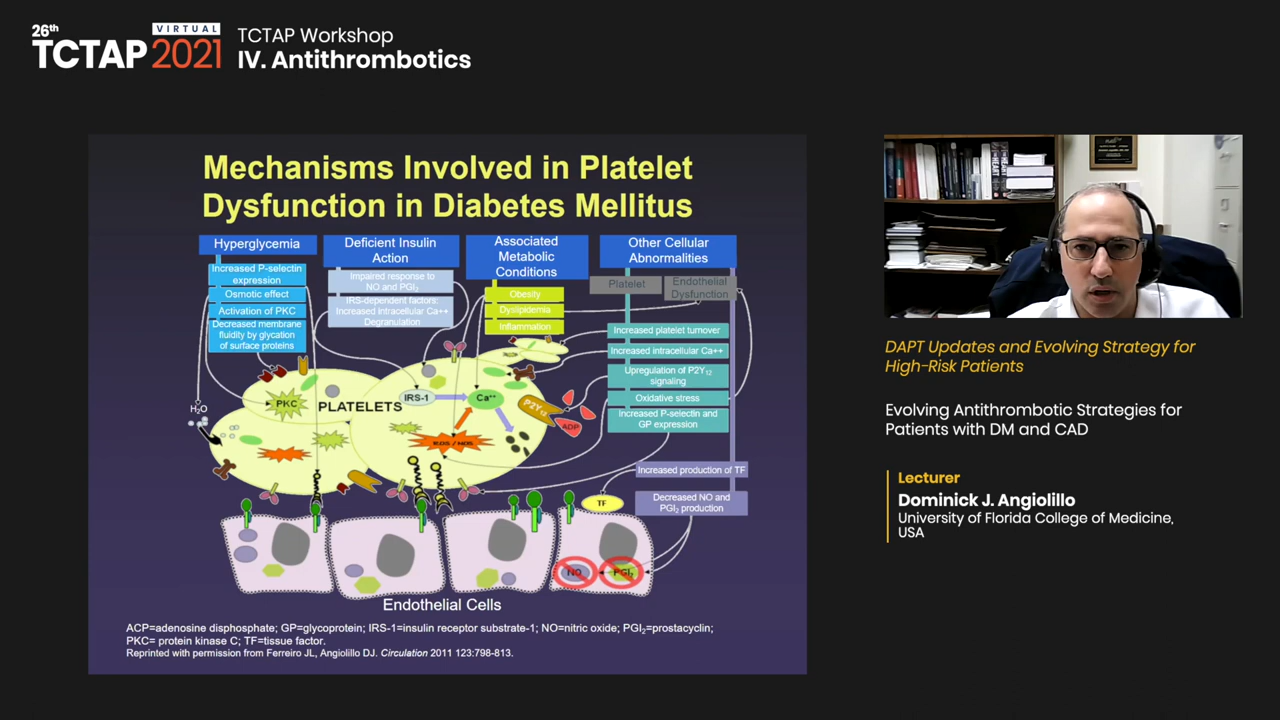 26th
VIRTUAL
TCTAP 2021
TCTAP Workshop
IV. Antithrombotics
Mechanisms Involved in Platelet
Dysfunction in Diabetes Mellitus
Hyperglycemia
Increased P-selectin
expression
Osmotic effect
Activation of PKC
Decreased membrane
fluidity by glycation
of surface proteins
Deficient Insulin
Action
Impaired response to
NO and PGI₂
IRS-dependent factors:
Increased intracellular Ca++
Degranulation
Associated
Metabolic
Conditions
Obesity
Dyslipidemia
Inflammation
Other Cellular
Abnormalities
Platelet
Endothelial
Dysfunction
Increased platelet turnover
Increased intracellular Ca++
Upregulation of P2Y₁₂
signaling
Oxidative stress
Increased P-selectin and
GP expression
Increased production of TF
Decreased NO and
PGI₂ production
H₂O
PKC
PLATELETS
IRS-1
Ca⁺⁺
P2Y₁₂
ADP
ROS / NOS
TF
NO
PGI₂
Endothelial Cells
ACP=adenosine disphosphate; GP=glycoprotein; IRS-1=insulin receptor substrate-1; NO=nitric oxide; PGI₂=prostacyclin;
PKC= protein kinase C; TF=tissue factor.
Reprinted with permission from Ferreiro JL, Angiolillo DJ. Circulation 2011 123:798-813.
DAPT Updates and Evolving Strategy for
High-Risk Patients
Evolving Antithrombotic Strategies for
Patients with DM and CAD
Lecturer
Dominick J. Angiolillo
University of Florida College of Medicine,
USA